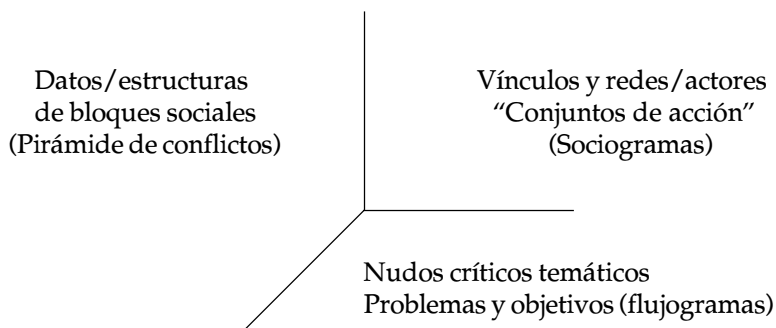 Datos/estructuras
de bloques sociales
(Pirámide de conflictos)
Vínculos y redes/actores
“Conjuntos de acción”
(Sociogramas)
Nudos críticos temáticos
Problemas y objetivos (flujogramas)